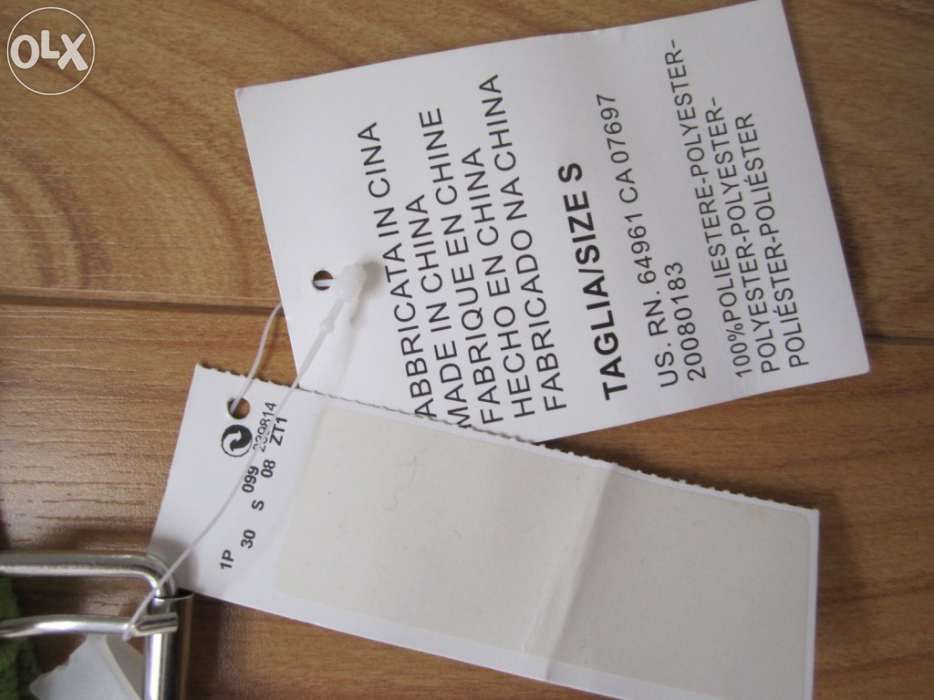 OLX
ABBRICATA IN CINA
MADE IN CHINA
FABRIQUE EN CHINE
HECHO EN CHINA
FABRICADO NA CHINA
TAGLIA/SIZE S
US. RN. 64961 CA 07697
20080183
100%POLIESTERE-POLYESTER-
POLYESTER-POLYESTER-
POLIÉSTER-POLIÉSTER
1P S 099 239814
30 08 ZT1